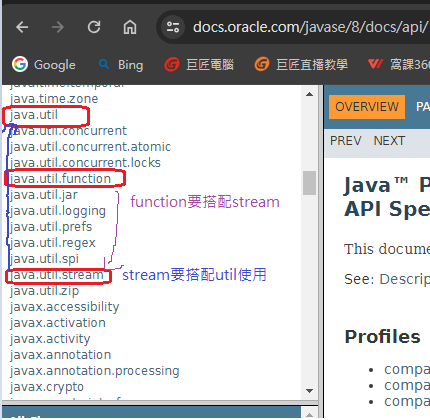 docs.oracle.com/javase/8/docs/api/
Google
Bing
巨匠電腦
巨匠直播教學
窩課360
java.time.zone
java.util
java.util.concurrent
java.util.concurrent.atomic
java.util.concurrent.locks
java.util.function
java.util.jar
java.util.logging
java.util.prefs
java.util.regex
java.util.spi
java.util.stream
java.util.zip
javax.accessibility
javax.activation
javax.activity
javax.annotation
javax.annotation.processing
javax.crypto
function要搭配stream
stream要搭配util使用
OVERVIEW
PA
PREV
NEXT
Java™ P
API Spe
This docume
See: Descrip
Profiles
compa
compa
compa